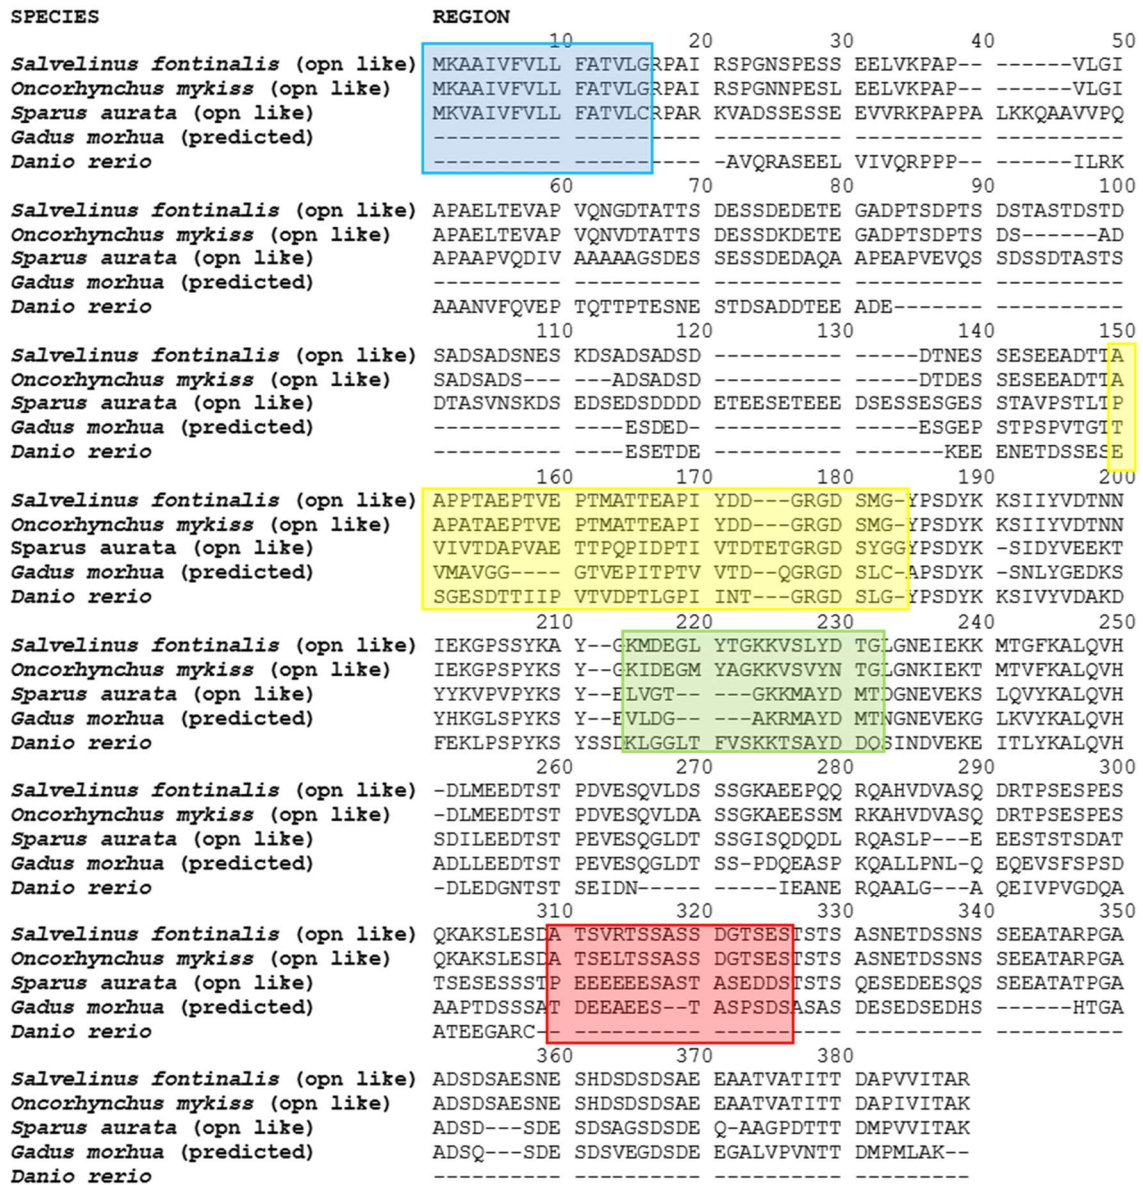 SPECIES REGION
10 20 30 40 50
Salvelinus fontinalis (opn like) MKAAIVFVLL FATVLGRPAI RSPGNSPESS EELVKPAP-- ------VLGI
Oncorhynchus mykiss (opn like) MKAAIVFVLL FATVLGRPAI RSPGNNPESL EELVKPAP-- ------VLGI
Sparus aurata (opn like) MKVAIVFVLL FATVLCRPAR KVADSSESSE EVVRKPAPPA LKKQAAVVPQ
Gadus morhua (predicted) ---------- ---------- ---------- ---------- ----------
Danio rerio ---------- ---------- -AVQRASEEL VIVQRPPP-- ------ILRK
60 70 80 90 100
Salvelinus fontinalis (opn like) APAELTEVAP VQNGDTATTS DESSDEDETE GADPTSDPTS DSTASTDSTD
Oncorhynchus mykiss (opn like) APAELTEVAP VQNVDTATTS DESSDKDETE GADPTSDPTS DS------AD
Sparus aurata (opn like) APAAPVQDIV AAAAAGSDES SESSDEDAQA APEAPVEVQS SDSSDTASTS
Gadus morhua (predicted) ---------- ---------- ---------- ---------- ----------
Danio rerio AAANVFQVEP TQTTPTESNE STDSADDTEE ADE------- ----------
110 120 130 140 150
Salvelinus fontinalis (opn like) SADSADSNES KDSADSADSD ---------- -----DTNES SESEEADTTA
Oncorhynchus mykiss (opn like) SADSADS--- ---ADSADSD ---------- -----DTDES SESEEADTTA
Sparus aurata (opn like) DTASVNSKDS EDSEDSDDDD ETEESETEEE DSESSESGES STAVPSTLTP
Gadus morhua (predicted) ---------- ----ESDED- ---------- -----ESGEP STPSPVTGTT
Danio rerio ---------- ----ESETDE ---------- -------KEE ENETDSSESE
160 170 180 190 200
Salvelinus fontinalis (opn like) APPTAEPTVE PTMATTEAPI YDD---GRGD SMG-YPSDYK KSIIYVDTNN
Oncorhynchus mykiss (opn like) APATAEPTVE PTMATTEAPI YDD---GRGD SMG-YPSDYK KSIIYVDTNN
Sparus aurata (opn like) VIVTDAPVAE TTPQPIDPTI VTDTETGRGD SYGGYPSDYK -SIDYVEEKT
Gadus morhua (predicted) VMAVGG---- GTVEPITPTV VTD--QGRGD SLC-APSDYK -SNLYGEDKS
Danio rerio SGESDTTIIP VTVDPTLGPI INT---GRGD SLG-YPSDYK KSIVYVDAKD
210 220 230 240 250
Salvelinus fontinalis (opn like) IEKGPSSYKA Y--GKMDEGL YTGKKVSLYD TGLGNEIEKK MTGFKALQVH
Oncorhynchus mykiss (opn like) IEKGPSPYKS Y--GKIDEGM YAGKKVSVYN TGLGNKIEKT MTVFKALQVH
Sparus aurata (opn like) YYKVPVPYKS Y--ELVGT-- ---GKKMAYD MTDGNEVEKS LQVYKALQVH
Gadus morhua (predicted) YHKGLSPYKS Y--EVLDG-- ---AKRMAYD MTNGNEVEKG LKVYKALQVH
Danio rerio FEKLPSPYKS YSSDKLGGLT FVSKKTSAYD DQSINDVEKE ITLYKALQVH
260 270 280 290 300
Salvelinus fontinalis (opn like) -DLMEEDTST PDVESQVLDS SSGKAEEPQQ RQAHVDVASQ DRTPSESPES
Oncorhynchus mykiss (opn like) -DLMEEDTST PDVESQVLDA SSGKAEESSM RKAHVDVASQ DRTPSESPES
Sparus aurata (opn like) SDILEEDTST PEVESQGLDT SSGISQDQDL RQASLP---E EESTSTSDAT
Gadus morhua (predicted) ADLLEEDTST PEVESQGLDT SS-PDQEASP KQALLPNL-Q EQEVSFSPSD
Danio rerio -DLEDGNTST SEIDN----- -----IEANER RQAALG---A QEIVPVGDQA
310 320 330 340 350
Salvelinus fontinalis (opn like) QKAKSLESDA TSVRTSSASS DGTSESTSTS ASNETDSSNS SEEATARPGA
Oncorhynchus mykiss (opn like) QKAKSLESDA TSELTSSASS DGTSESTSTS ASNETDSSNS SEEATARPGA
Sparus aurata (opn like) TSESESSSTP EEEEEESAST ASEDDSTSTS QESEDEESQS SEEATATPGA
Gadus morhua (predicted) AAPTDSSSAT DEEAEES--T ASPSDSASAS DESEDSEDHS ------HTGA
Danio rerio ATEEGARC-- ---------- ---------- ---------- ----------
360 370 380
Salvelinus fontinalis (opn like) ADSDSAESNE SHDSDSDSAE EAATVATITT DAPVVITAR
Oncorhynchus mykiss (opn like) ADSDSAESNE SHDSDSDSAE EAATVATITT DAPIVITAK
Sparus aurata (opn like) ADSD---SDE SDSAGSDSDE Q-AAGPDTTT DMPVVITAK
Gadus morhua (predicted) ADSQ---SDE SDSVEGDSDE EGALVPVNTT DMPMLAK--
Danio rerio ---------- ---------- ---------- ---------